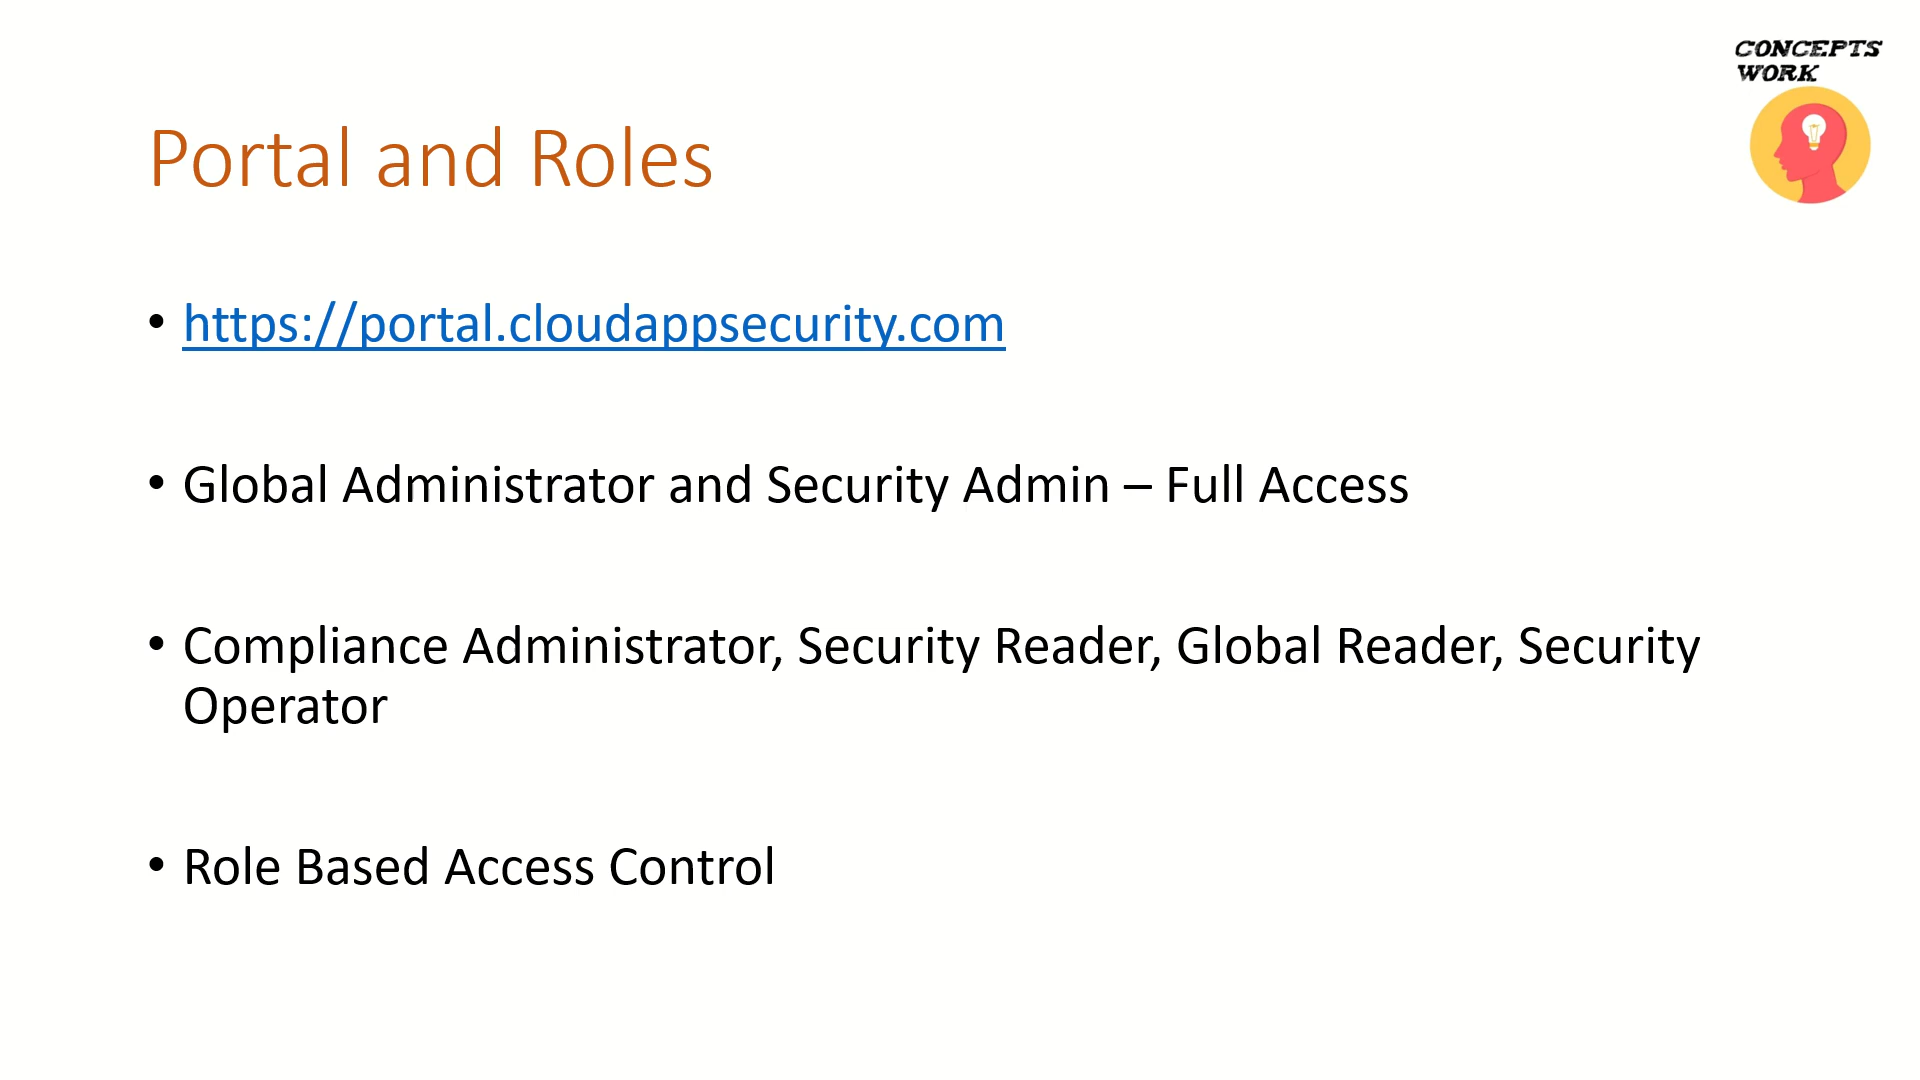 CONCEPTS
WORK
Portal and Roles
• https://portal.cloudappsecurity.com
• Global Administrator and Security Admin – Full Access
• Compliance Administrator, Security Reader, Global Reader, Security
Operator
• Role Based Access Control